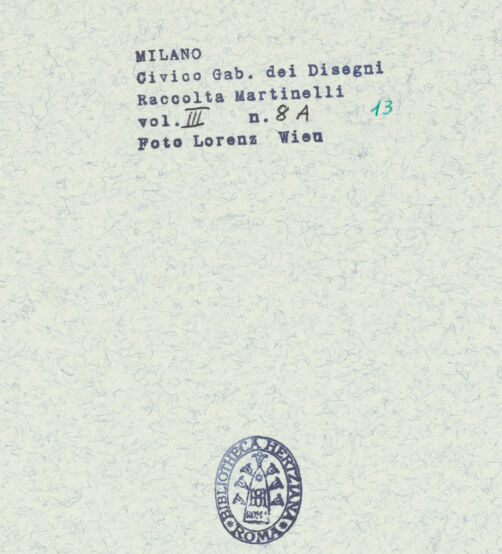 MILANO
Civico Gab. dei Disegni
Raccolta Martinelli
vol. III n. 8 A 13
Foto Lorenz Wien
BIBLIOTHECA HERTZIANA
ROMA